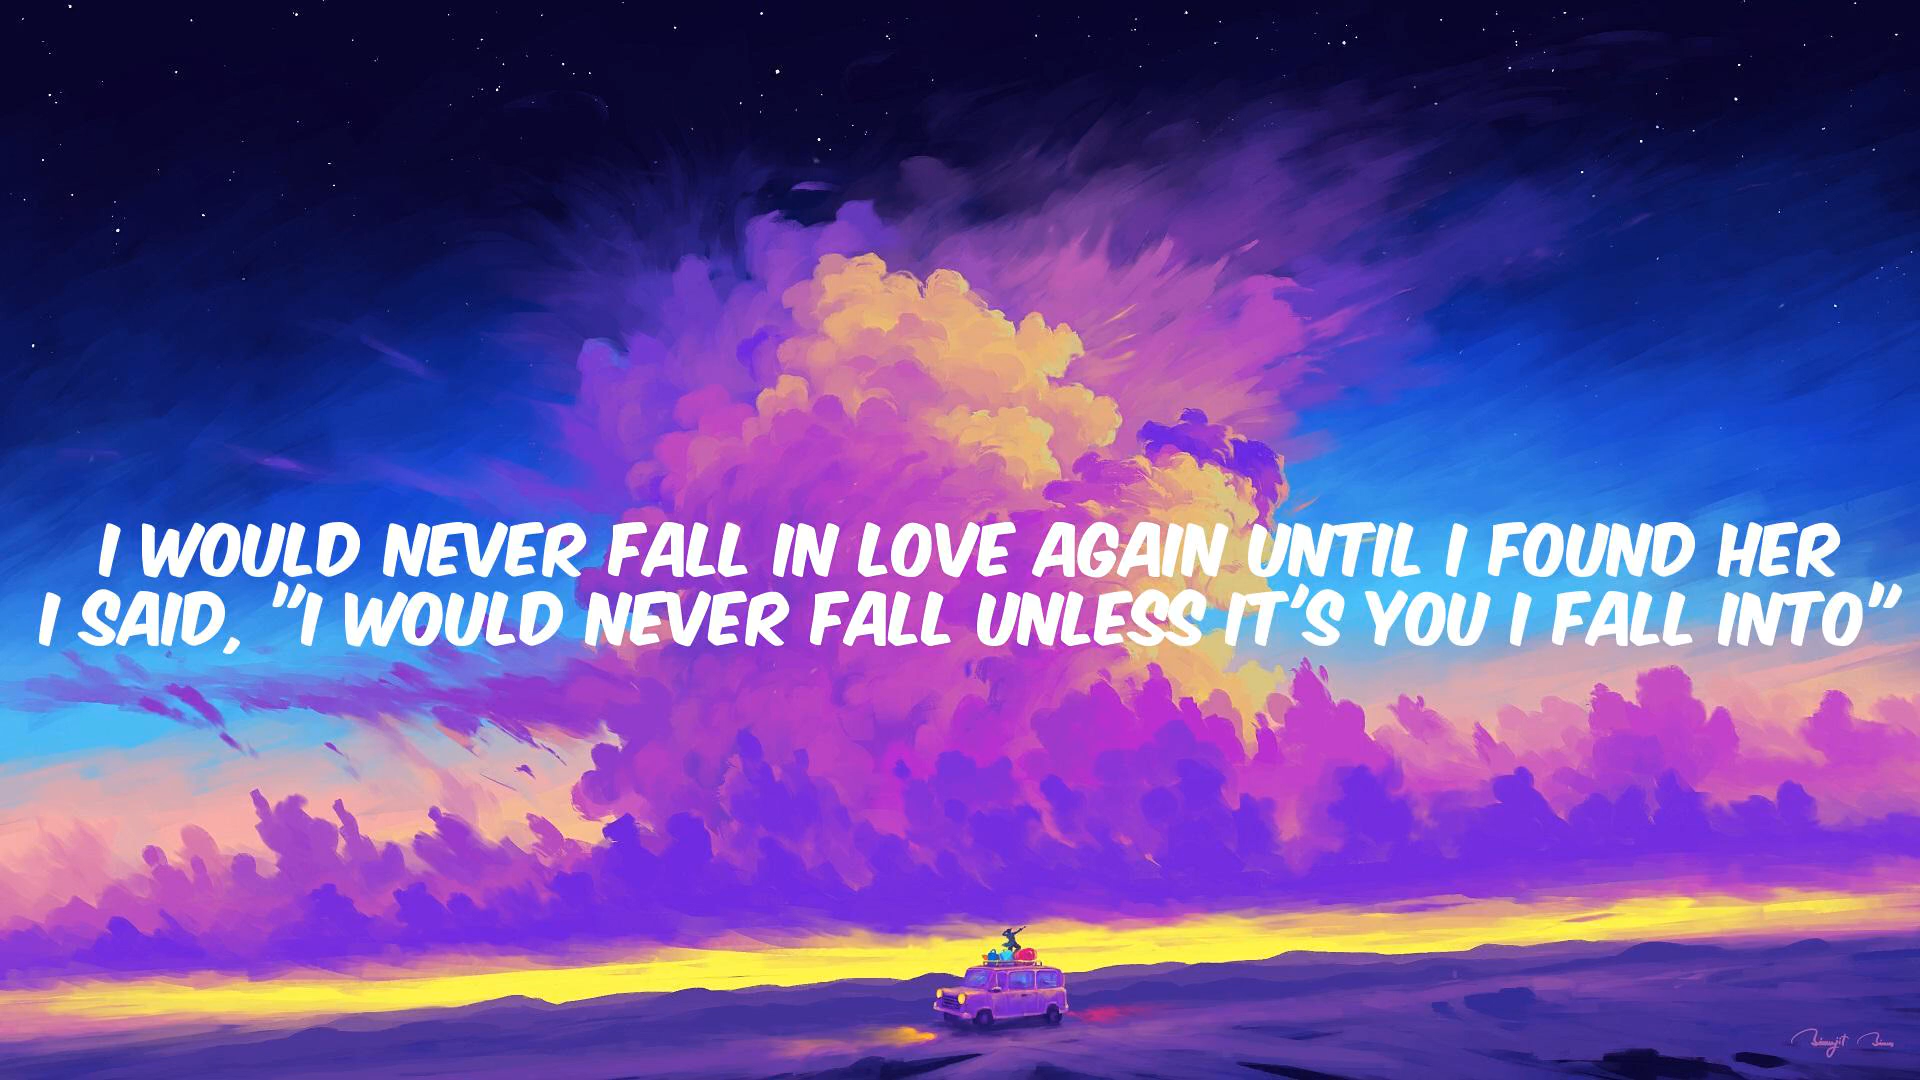 I WOULD NEVER FALL IN LOVE AGAIN UNTIL I FOUND HER
I SAID, "I WOULD NEVER FALL UNLESS IT'S YOU I FALL INTO"